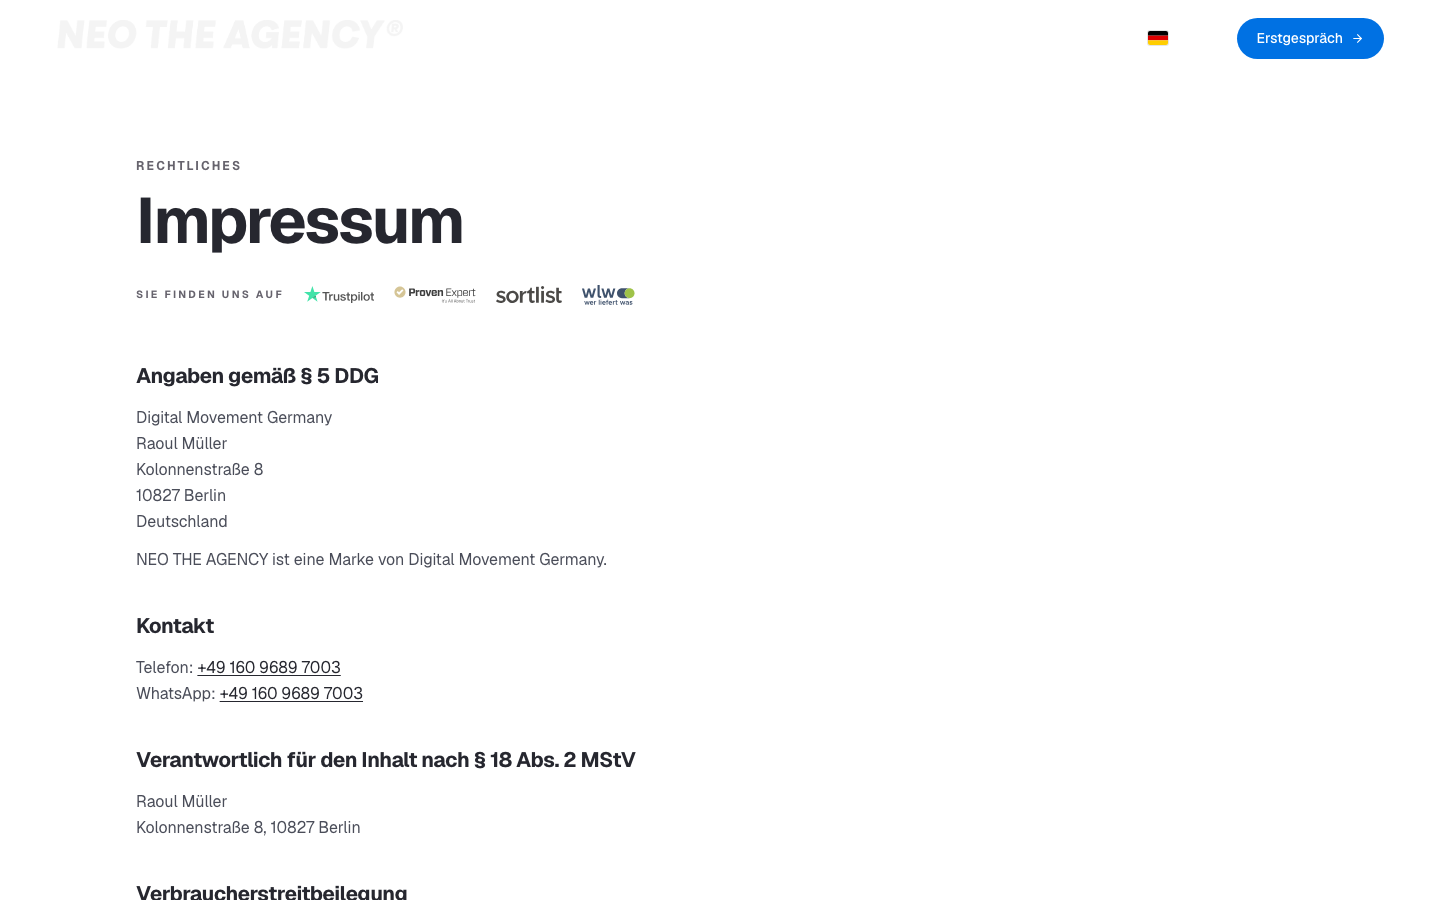 NEO THE AGENCY®
Erstgespräch →
RECHTLICHES
Impressum
SIE FINDEN UNS AUF
Trustpilot
ProvenExpert
sortlist
wlw
wer liefert was
Angaben gemäß § 5 DDG
Digital Movement Germany
Raoul Müller
Kolonnenstraße 8
10827 Berlin
Deutschland
NEO THE AGENCY ist eine Marke von Digital Movement Germany.
Kontakt
Telefon: +49 160 9689 7003
WhatsApp: +49 160 9689 7003
Verantwortlich für den Inhalt nach § 18 Abs. 2 MStV
Raoul Müller
Kolonnenstraße 8, 10827 Berlin
Verbraucherstreitbeilegung